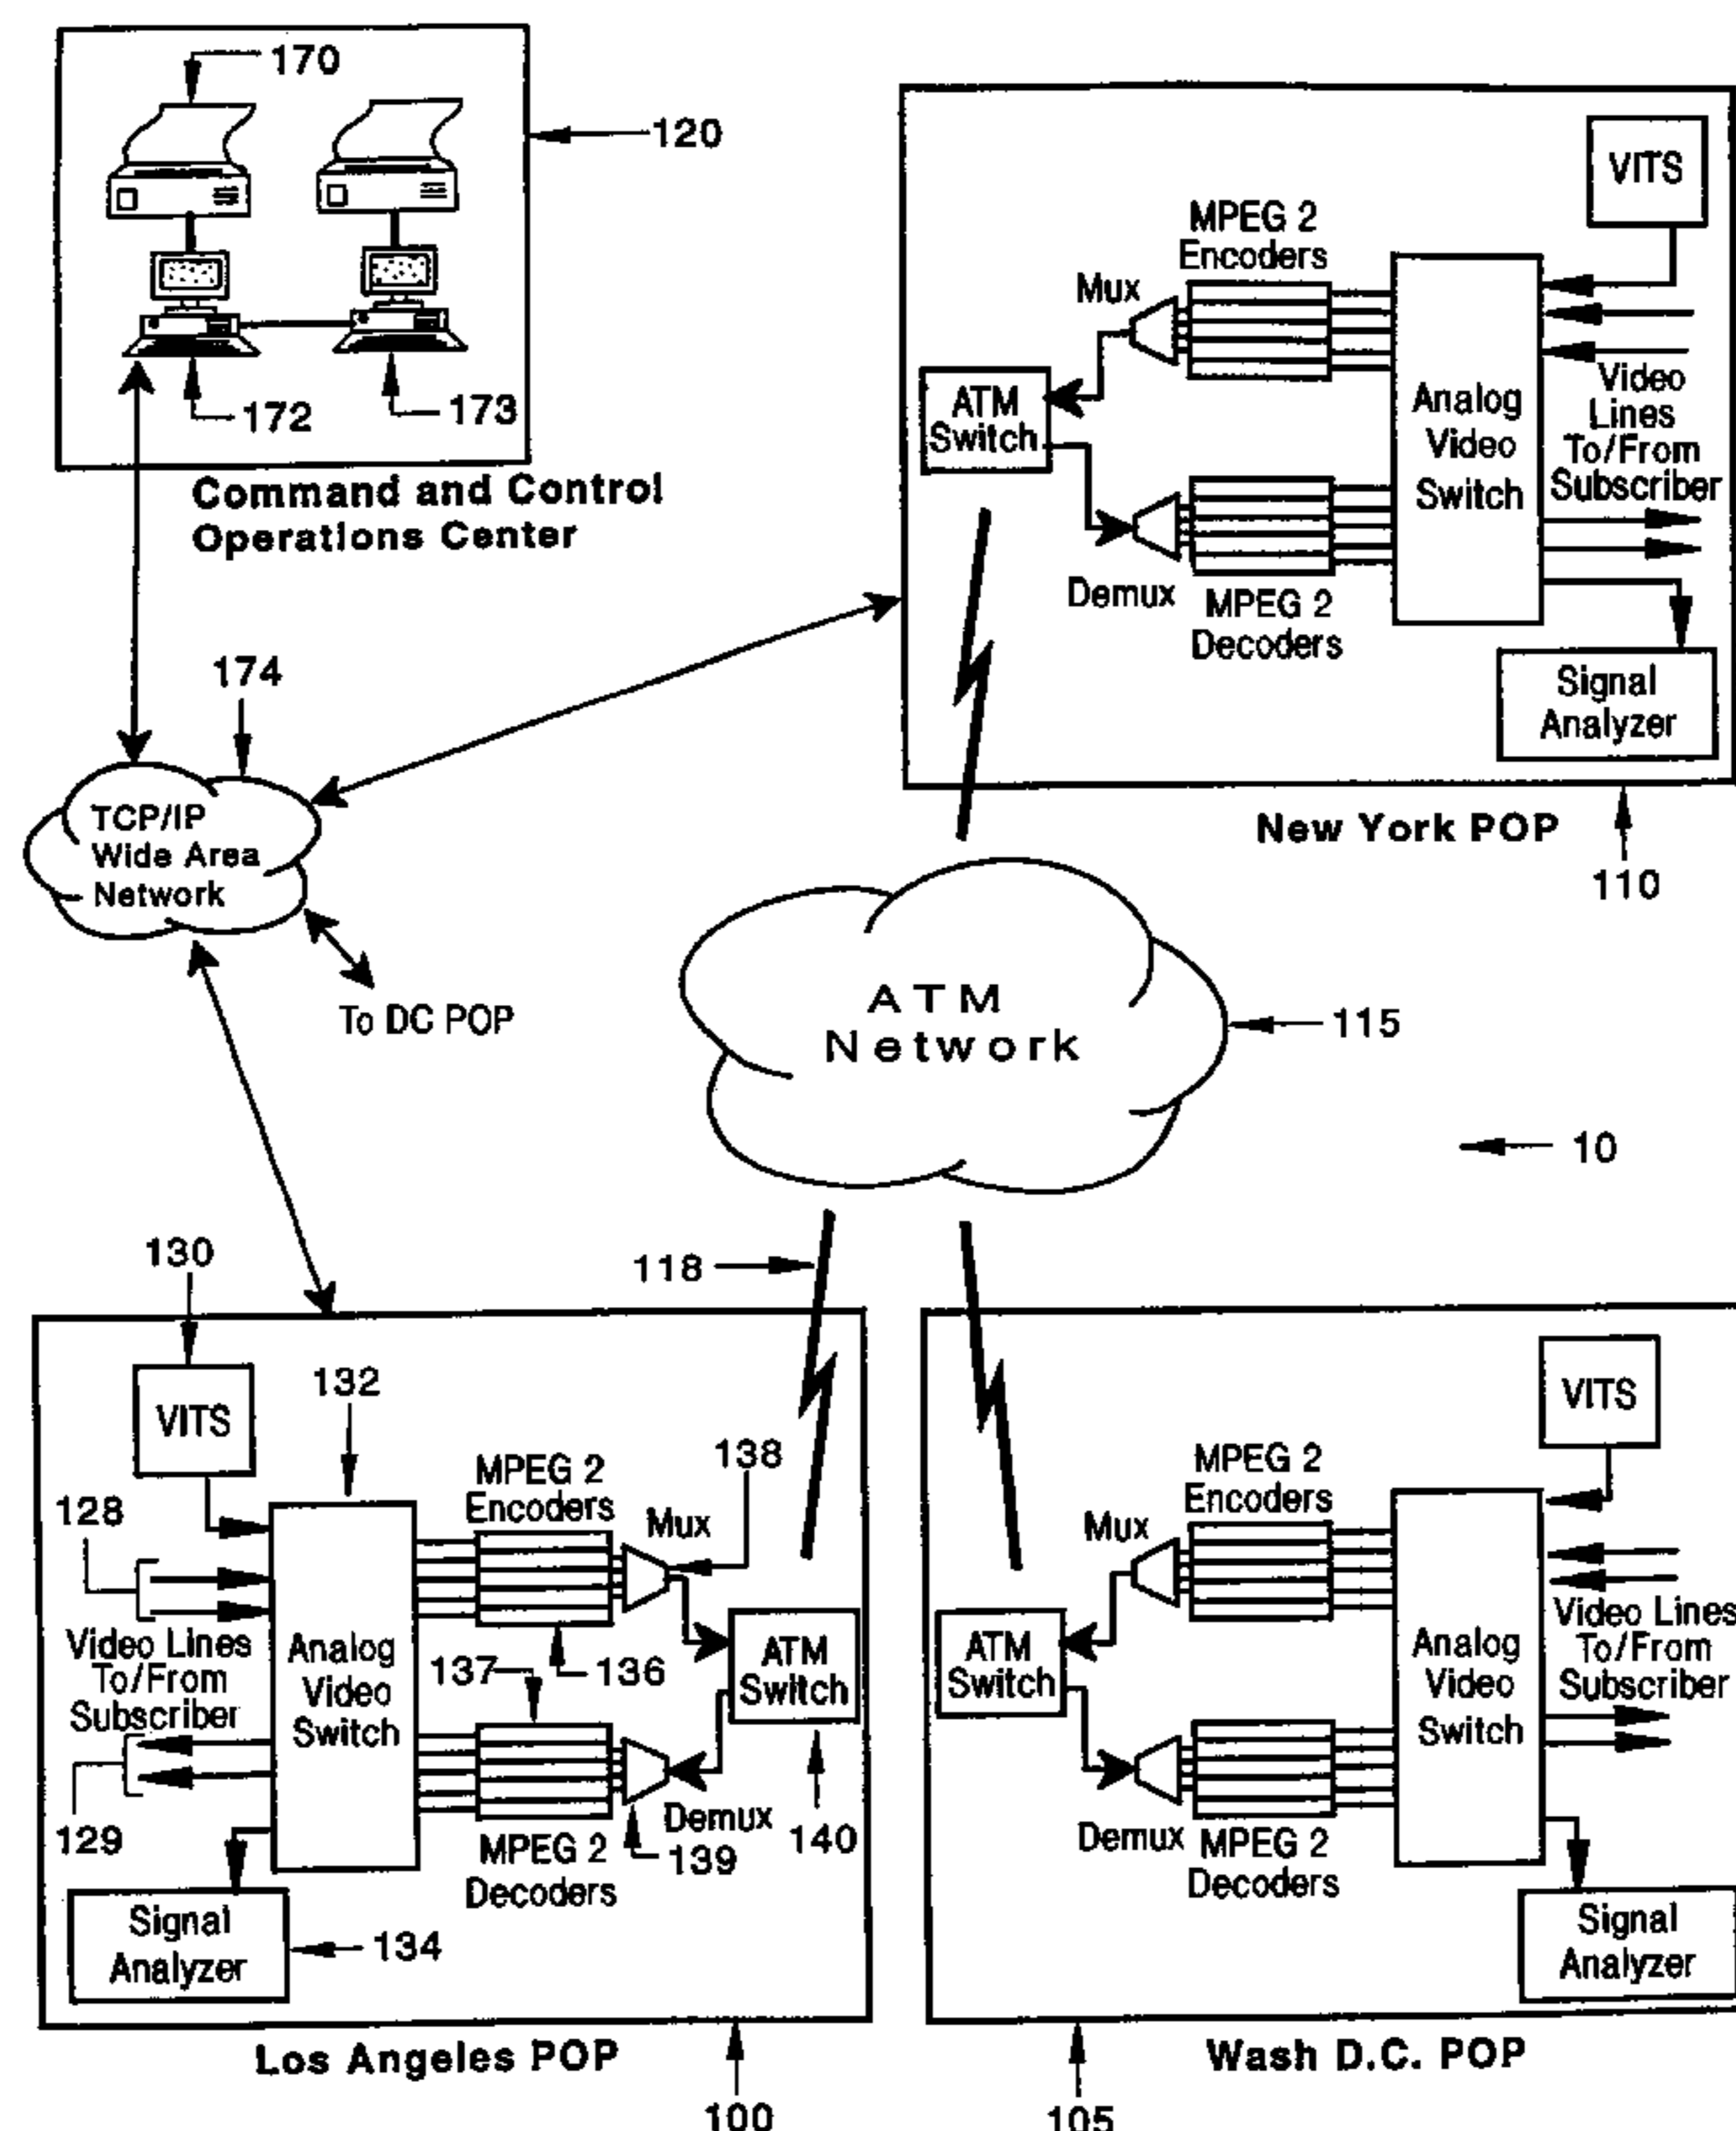 170
120
172
173
Command and Control
Operations Center
VITS
MPEG 2
Encoders
Mux
ATM
Switch
Analog
Video
Switch
Video
Lines
To/From
Subscriber
Demux
MPEG 2
Decoders
Signal
Analyzer
New York POP
110
174
TCP/IP
Wide Area
Network
To DC POP
ATM
Network
115
10
118
130
VITS
132
128
MPEG 2
Encoders
Mux
138
Video Lines
To/From
Subscriber
Analog
Video
Switch
137
136
ATM
Switch
129
Demux
140
MPEG 2
Decoders
139
Signal
Analyzer
134
Los Angeles POP
100
VITS
MPEG 2
Encoders
Mux
ATM
Switch
Analog
Video
Switch
Video Lines
To/From
Subscriber
Demux
MPEG 2
Decoders
Signal
Analyzer
Wash D.C. POP
105